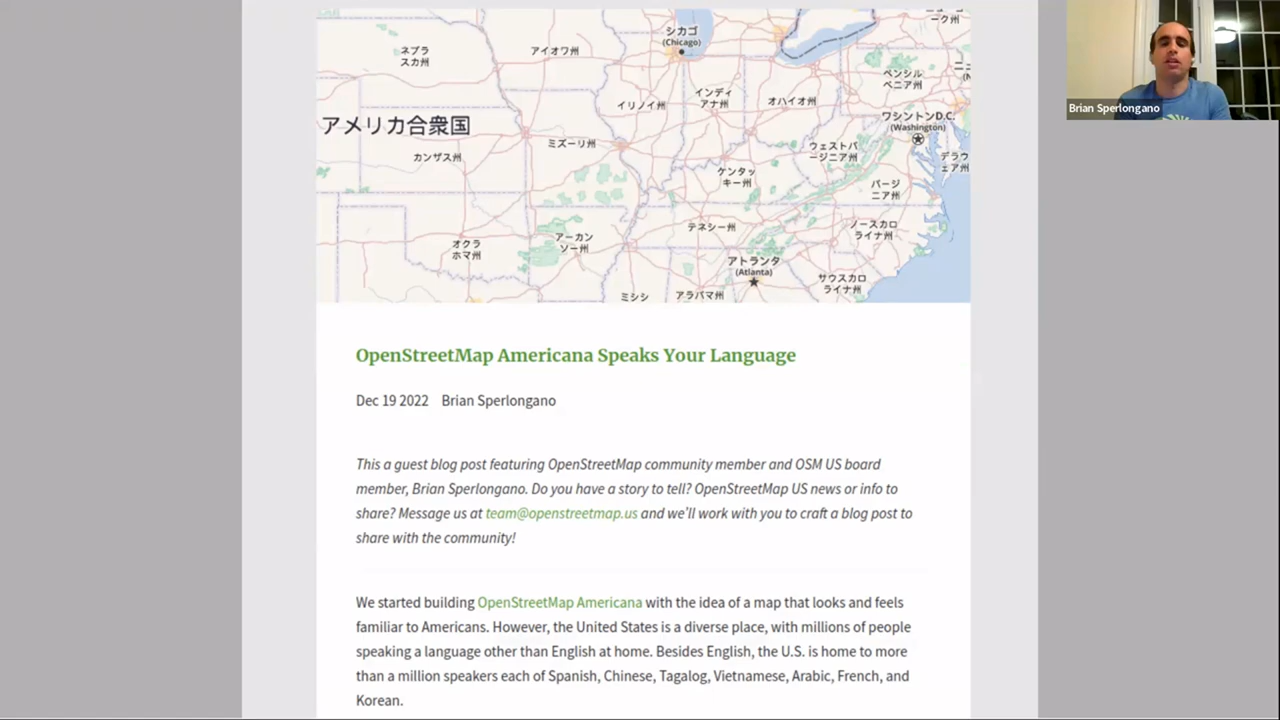 シカゴ
(Chicago)
ーク州
ネブラ
スカ州
アイオワ州
ペンシル
ベニア州
イリノイ州
インディ
アナ州
オハイオ州
アメリカ合衆国
ワシントンD.C.
(Washington)
カンザス州
ミズーリ州
ウェストバ
ージニア州
デラウ
ェア州
ケンタッ
キー州
バージ
ニア州
テネシー州
ノースカロ
ライナ州
オクラ
ホマ州
アーカン
ソー州
アトランタ
(Atlanta)
サウスカロ
ライナ州
ミシシ
アラバマ州
Brian Sperlongano
OpenStreetMap Americana Speaks Your Language
Dec 19 2022 Brian Sperlongano
This a guest blog post featuring OpenStreetMap community member and OSM US board
member, Brian Sperlongano. Do you have a story to tell? OpenStreetMap US news or info to
share? Message us at team@openstreetmap.us and we'll work with you to craft a blog post to
share with the community!
We started building OpenStreetMap Americana with the idea of a map that looks and feels
familiar to Americans. However, the United States is a diverse place, with millions of people
speaking a language other than English at home. Besides English, the U.S. is home to more
than a million speakers each of Spanish, Chinese, Tagalog, Vietnamese, Arabic, French, and
Korean.